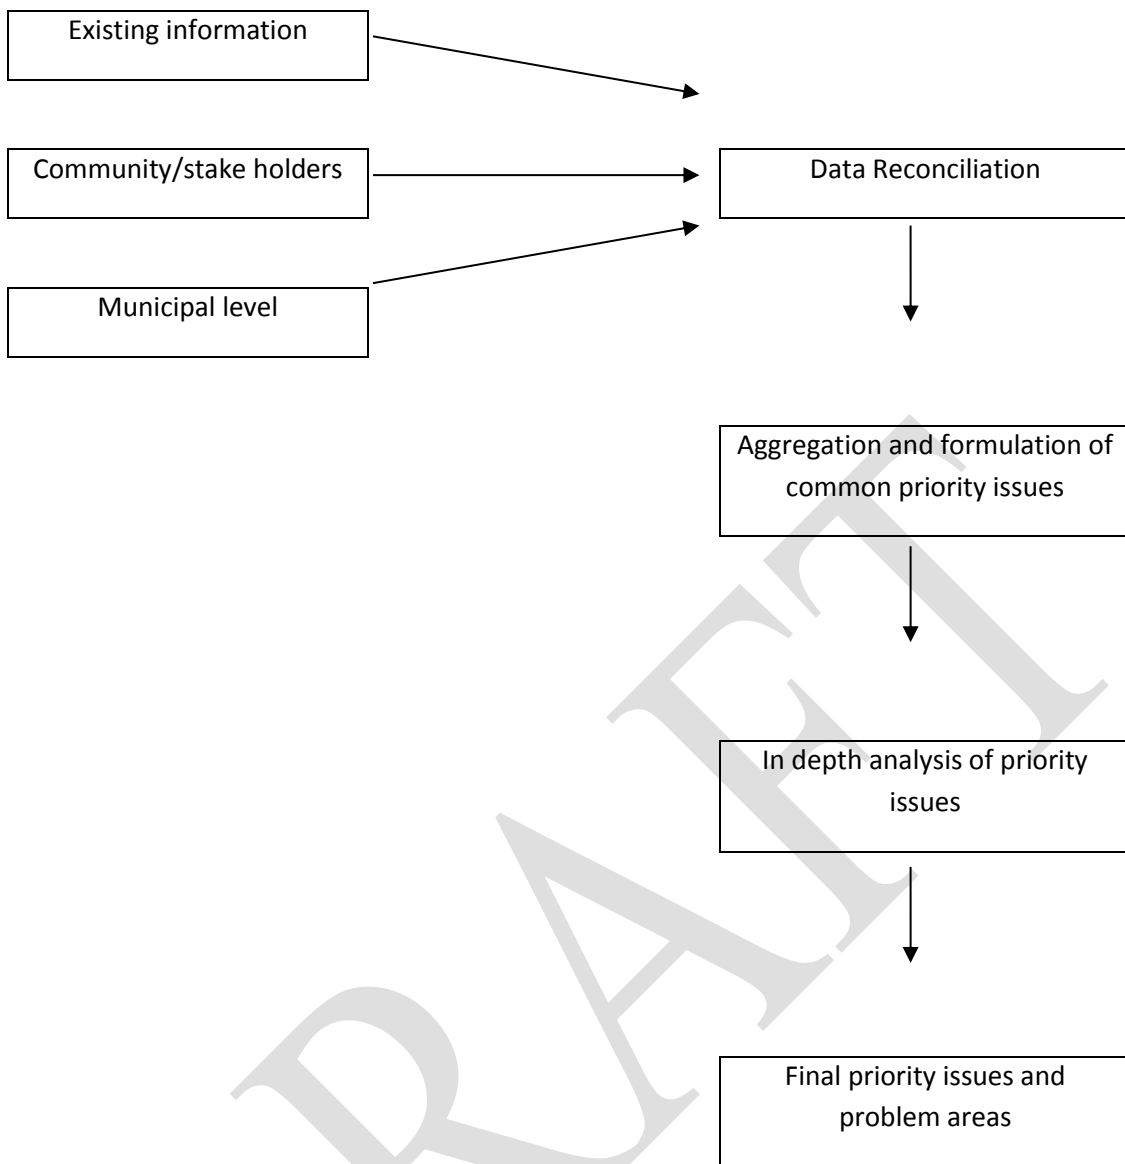 Existing information
Community/stake holders
Data Reconciliation
Municipal level
Aggregation and formulation of
common priority issues
In depth analysis of priority
issues
Final priority issues and
problem areas
RAFT